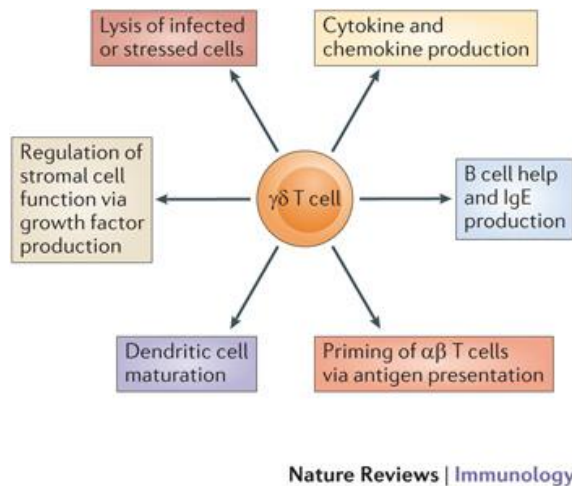 Lysis of infected
or stressed cells
Cytokine and
chemokine production
Regulation of
stromal cell
function via
growth factor
production
γδ T cell
B cell help
and IgE
production
Dendritic cell
maturation
Priming of αβ T cells
via antigen presentation
Nature Reviews | Immunology